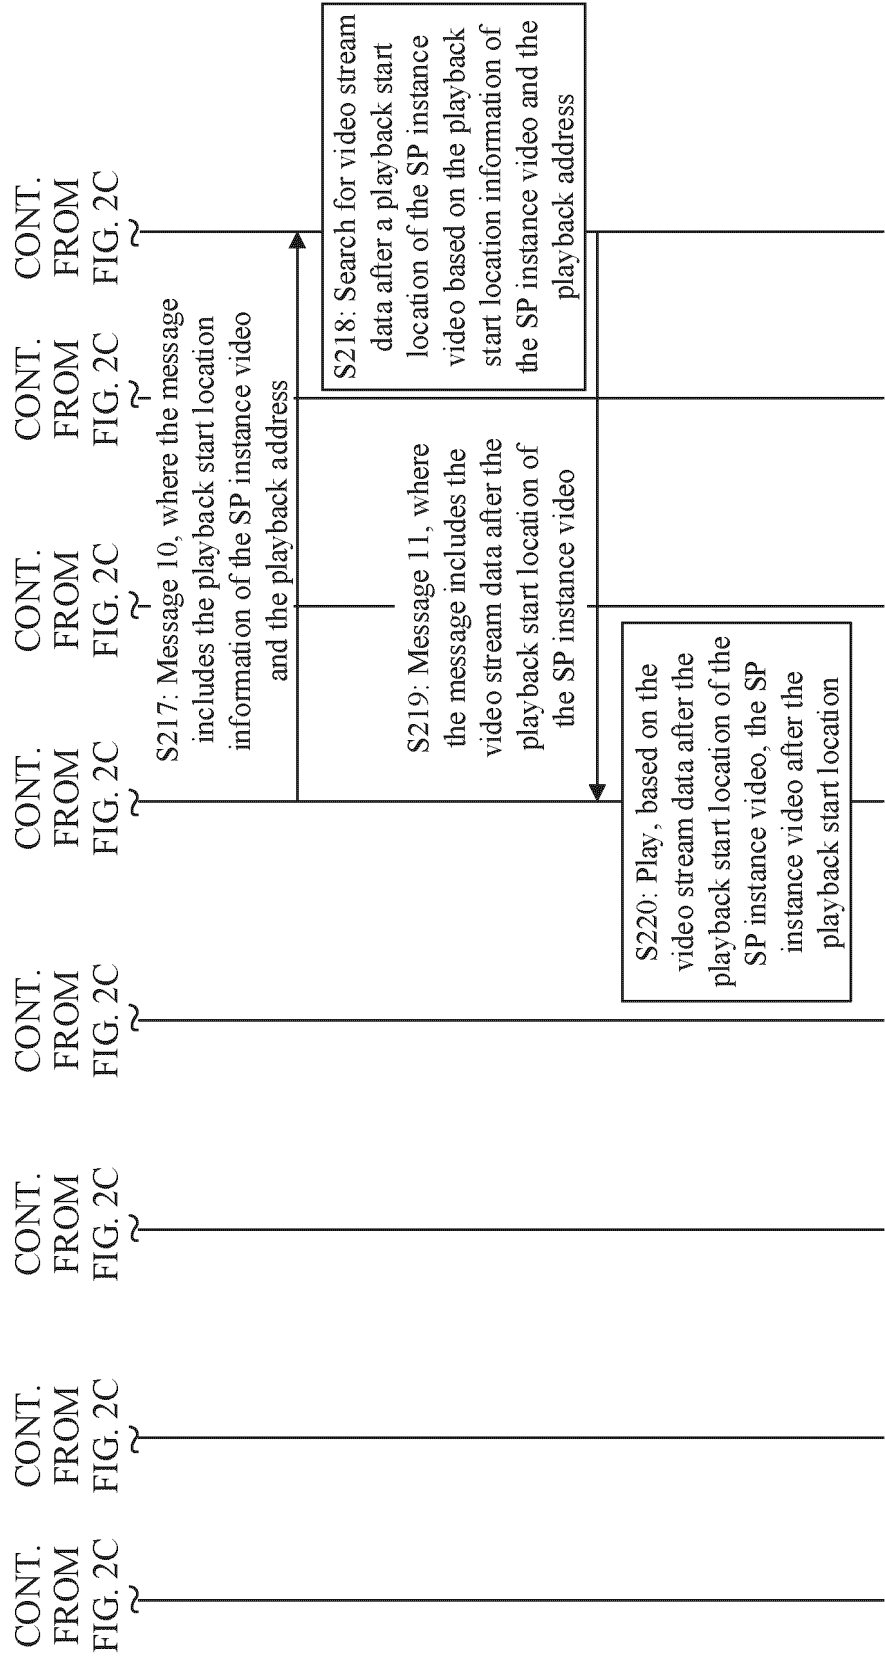 CONT.
FROM
FIG. 2C
CONT.
FROM
FIG. 2C
CONT.
FROM
FIG. 2C
CONT.
FROM
FIG. 2C
CONT.
FROM
FIG. 2C
CONT.
FROM
FIG. 2C
CONT.
FROM
FIG. 2C
CONT.
FROM
FIG. 2C
S217: Message 10, where the message
includes the playback start location
information of the SP instance video
and the playback address
S218: Search for video stream
data after a playback start
location of the SP instance
video based on the playback
start location information of
the SP instance video and the
playback address
S219: Message 11, where
the message includes the
video stream data after the
playback start location of
the SP instance video
S220: Play, based on the
video stream data after the
playback start location of the
SP instance video, the SP
instance video after the
playback start location